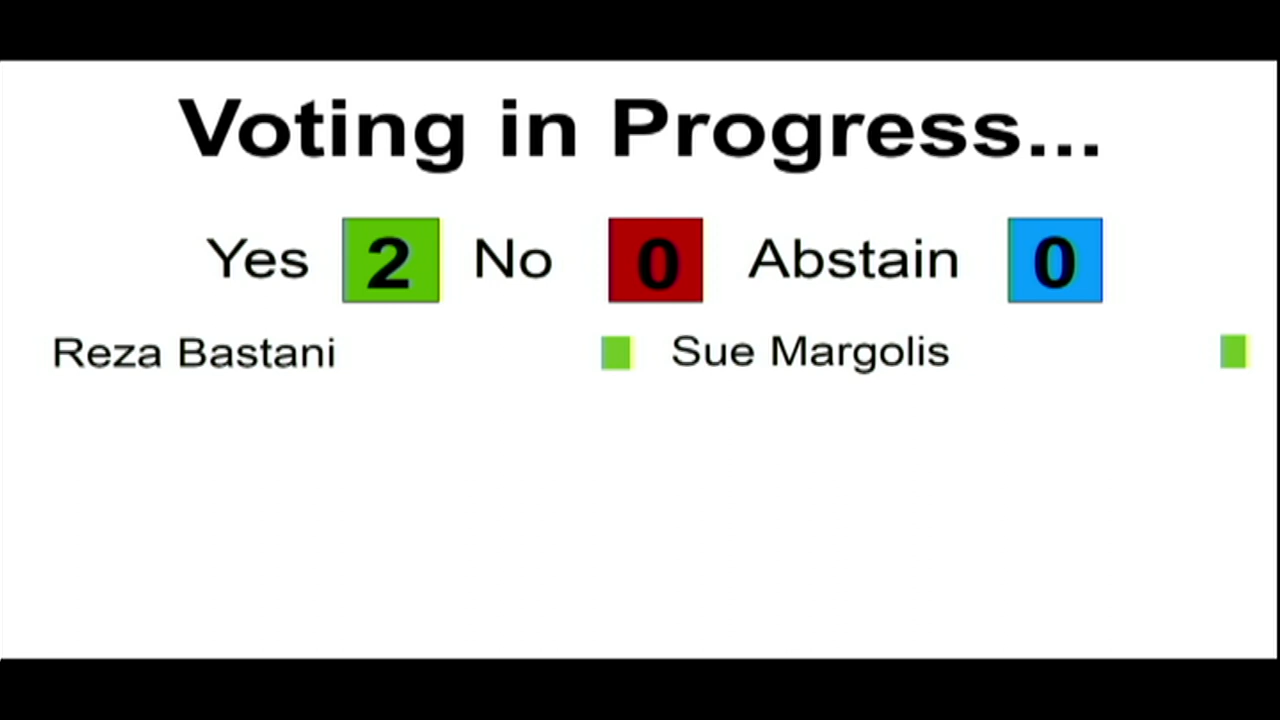 Voting in Progress...
Yes 2 No 0 Abstain 0
Reza Bastani Sue Margolis